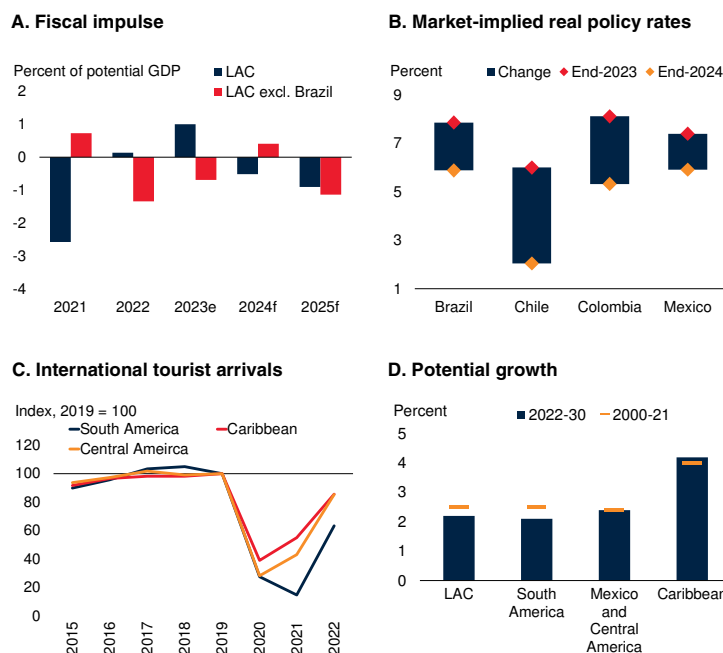 A. Fiscal impulse
Percent of potential GDP
LAC
LAC excl. Brazil
2
1
0
-1
-2
-3
-4
2021 2022 2023e 2024f 2025f
B. Market-implied real policy rates
Percent
Change End-2023 End-2024
9
7
5
3
1
Brazil Chile Colombia Mexico
C. International tourist arrivals
Index, 2019 = 100
South America Caribbean
Central Ameirca
120
100
80
60
40
20
0
2015 2016 2017 2018 2019 2020 2021 2022
D. Potential growth
Percent
2022-30 2000-21
5
4
3
2
1
0
LAC South Mexico Caribbean
America and
Central
America